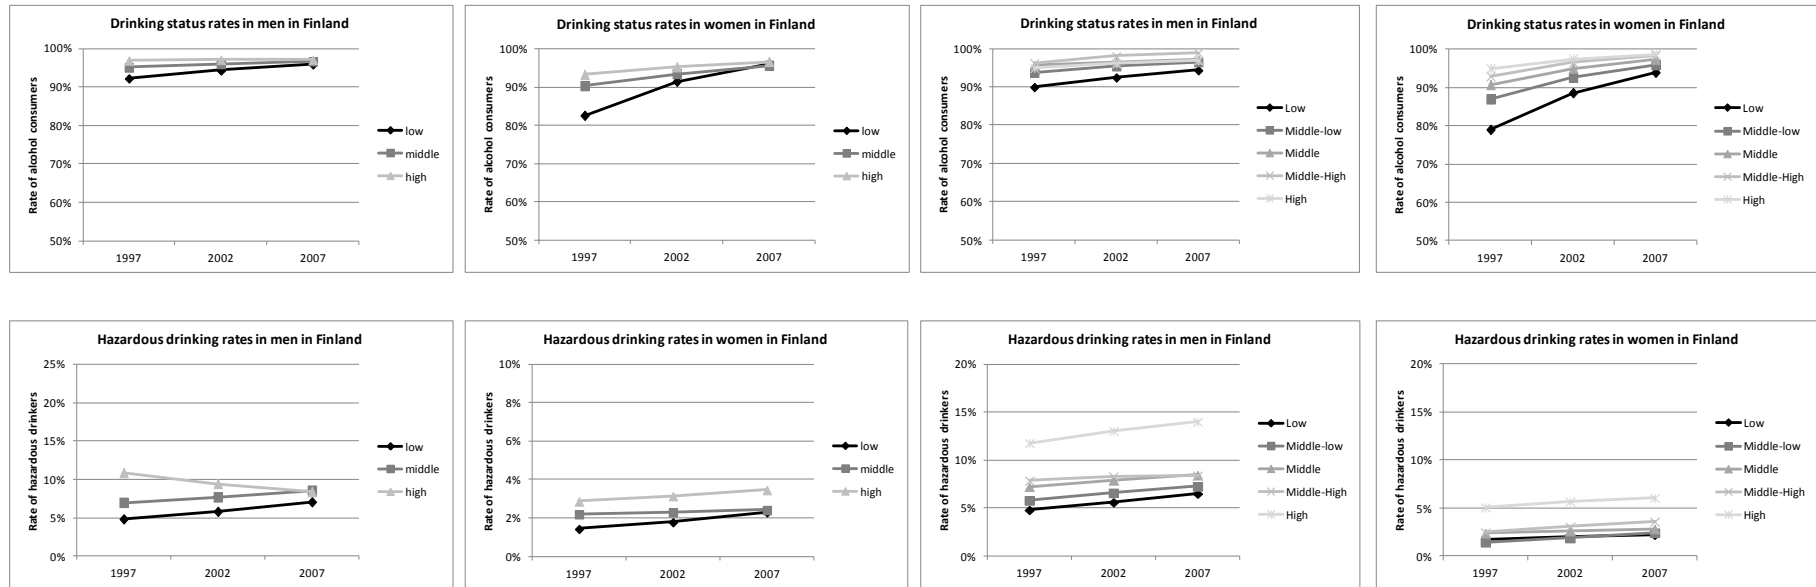 Drinking status rates in men in Finland
Rate of alcohol consumers
100%
90%
80%
70%
60%
50%
1997 2002 2007
low
middle
high
Drinking status rates in women in Finland
Rate of alcohol consumers
100%
90%
80%
70%
60%
50%
1997 2002 2007
low
middle
high
Drinking status rates in men in Finland
Rate of alcohol consumers
100%
90%
80%
70%
60%
50%
1997 2002 2007
Low
Middle-low
Middle
Middle-High
High
Drinking status rates in women in Finland
Rate of alcohol consumers
100%
90%
80%
70%
60%
50%
1997 2002 2007
Low
Middle-low
Middle
Middle-High
High
Hazardous drinking rates in men in Finland
Rate of hazardous drinkers
25%
20%
15%
10%
5%
0%
1997 2002 2007
low
middle
high
Hazardous drinking rates in women in Finland
Rate of hazardous drinkers
10%
8%
6%
4%
2%
0%
1997 2002 2007
low
middle
high
Hazardous drinking rates in men in Finland
Rate of hazardous drinkers
20%
15%
10%
5%
0%
1997 2002 2007
Low
Middle-low
Middle
Middle-High
High
Hazardous drinking rates in women in Finland
Rate of hazardous drinkers
20%
15%
10%
5%
0%
1997 2002 2007
Low
Middle-low
Middle
Middle-High
High